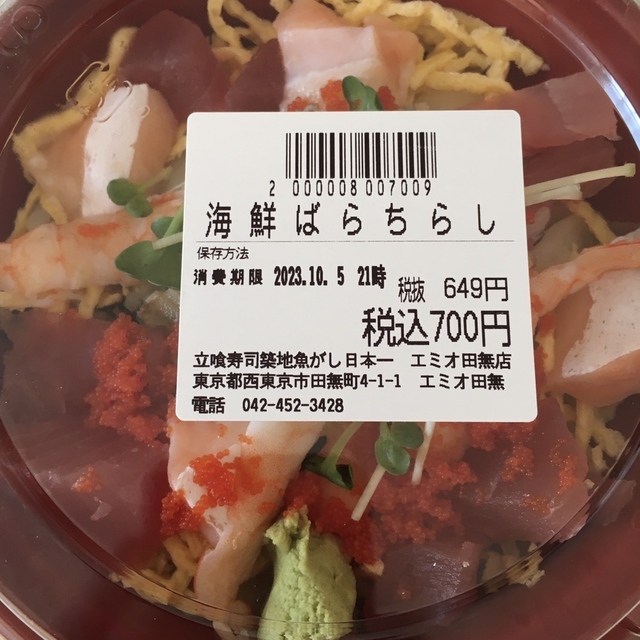 2 000008 007009
海鮮ばらちらし
保存方法
消費期限 2023.10. 5 21時 税抜 649円
税込700円
立喰寿司築地魚がし日本一 エミオ田無店
東京都西東京市田無町4-1-1 エミオ田無
電話 042-452-3428